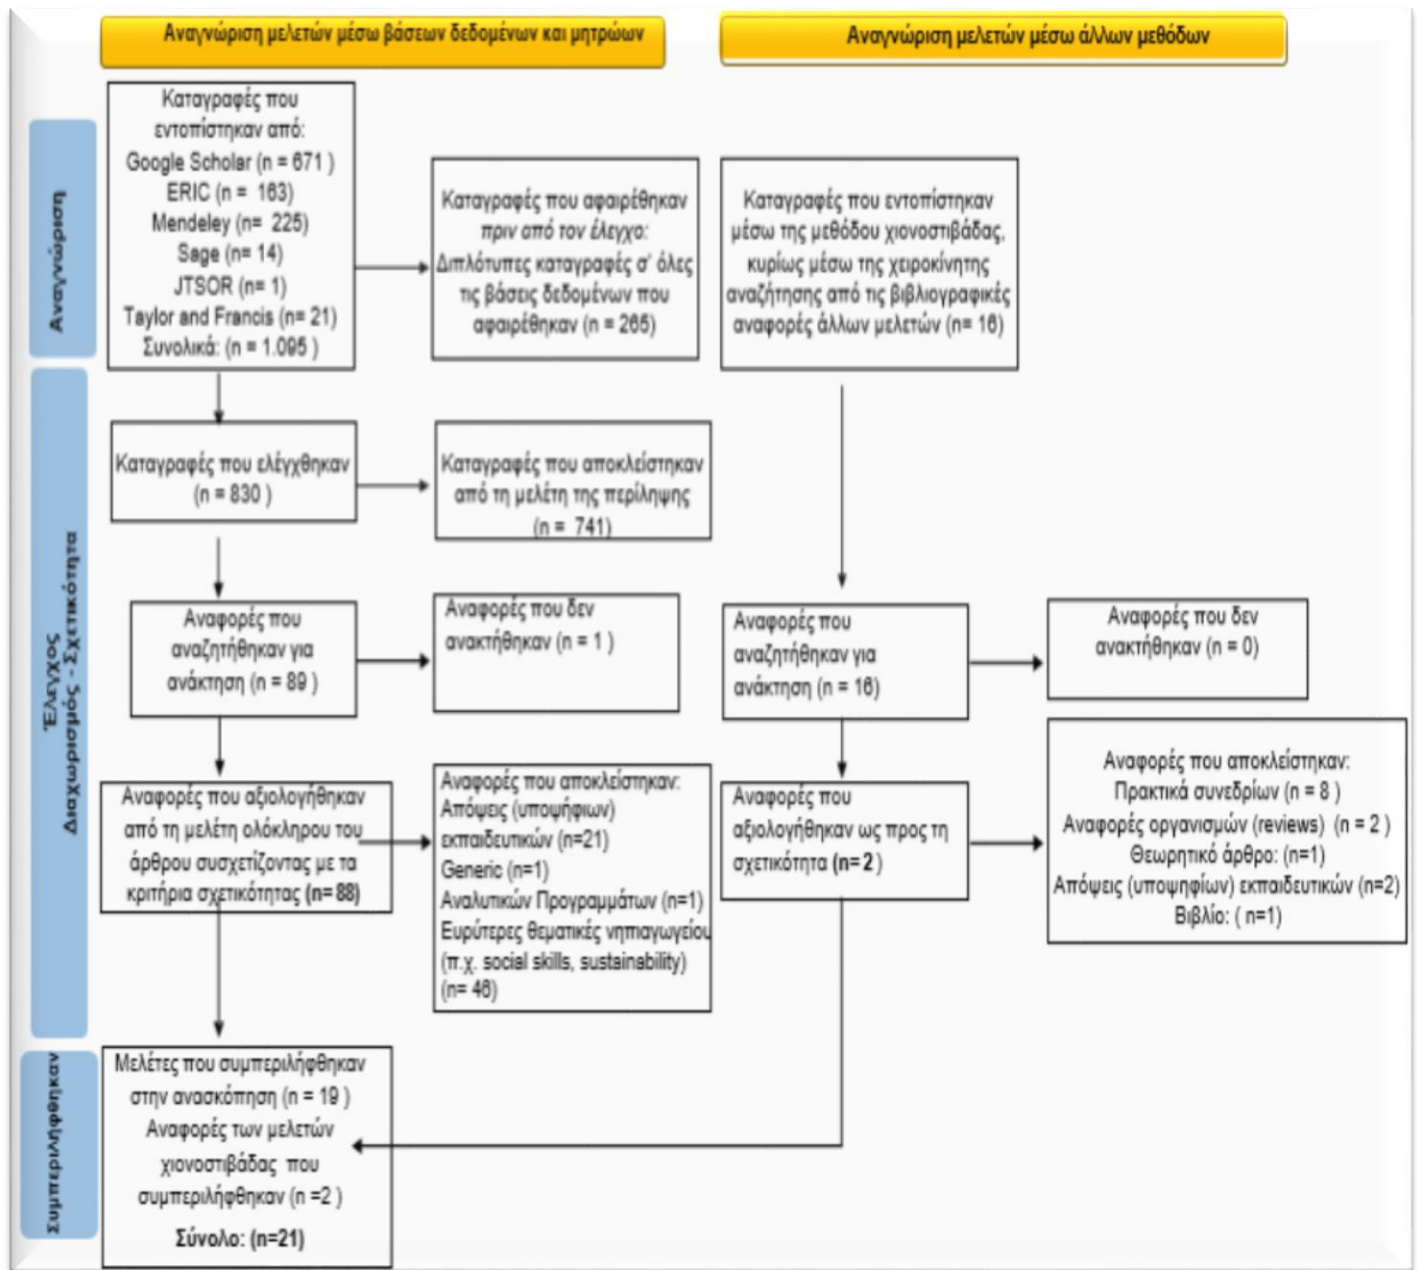 Αναγνώριση μελετών μέσω βάσεων δεδομένων και μητρώων
Αναγνώριση μελετών μέσω άλλων μεθόδων
Αναγνώριση
Καταγραφές που
εντοπίστηκαν από:
Google Scholar (n = 671 )
ERIC (n = 163)
Mendeley (n= 225)
Sage (n= 14)
JTSOR (n= 1)
Taylor and Francis (n= 21)
Συνολικά: (n = 1.095 )
Καταγραφές που αφαιρέθηκαν
πριν από τον έλεγχο:
Διπλότυπες καταγραφές σ' όλες
τις βάσεις δεδομένων που
αφαιρέθηκαν (n = 265)
Καταγραφές που εντοπίστηκαν
μέσω της μεθόδου χιονοστιβάδας,
κυρίως μέσω της χειροκίνητης
αναζήτησης από τις βιβλιογραφικές
αναφορές άλλων μελετών (n= 16)
Έλεγχος
Διαχωρισμός - Σχετικότητα
Καταγραφές που ελέγχθηκαν
(n = 830 )
Καταγραφές που αποκλείστηκαν
από τη μελέτη της περίληψης
(n = 741)
Αναφορές που
αναζητήθηκαν για
ανάκτηση (n = 89 )
Αναφορές που δεν
ανακτήθηκαν (n = 1 )
Αναφορές που
αναζητήθηκαν για
ανάκτηση (n = 16)
Αναφορές που δεν
ανακτήθηκαν (n = 0)
Αναφορές που αξιολογήθηκαν
από τη μελέτη ολόκληρου του
άρθρου συσχετίζοντας με τα
κριτήρια σχετικότητας (n= 88)
Αναφορές που αποκλείστηκαν:
Απόψεις (υποψήφιων)
εκπαιδευτικών (n=21)
Generic (n=1)
Αναλυτικών Προγραμμάτων (n=1)
Ευρύτερες θεματικές νηπιαγωγείου
(π.χ. social skills, sustainability)
(n= 46)
Αναφορές που
αξιολογήθηκαν ως προς τη
σχετικότητα (n= 2 )
Αναφορές που αποκλείστηκαν:
Πρακτικά συνεδρίων (n = 8 )
Αναφορές οργανισμών (reviews) (n = 2 )
Θεωρητικό άρθρο: (n=1)
Απόψεις (υποψηφίων) εκπαιδευτικών (n=2)
Βιβλίο: ( n=1)
Συμπεριλήφθηκαν
Μελέτες που συμπεριλήφθηκαν
στην ανασκόπηση (n = 19 )
Αναφορές των μελετών
χιονοστιβάδας που
συμπεριλήφθηκαν (n =2 )
Σύνολο: (n=21)